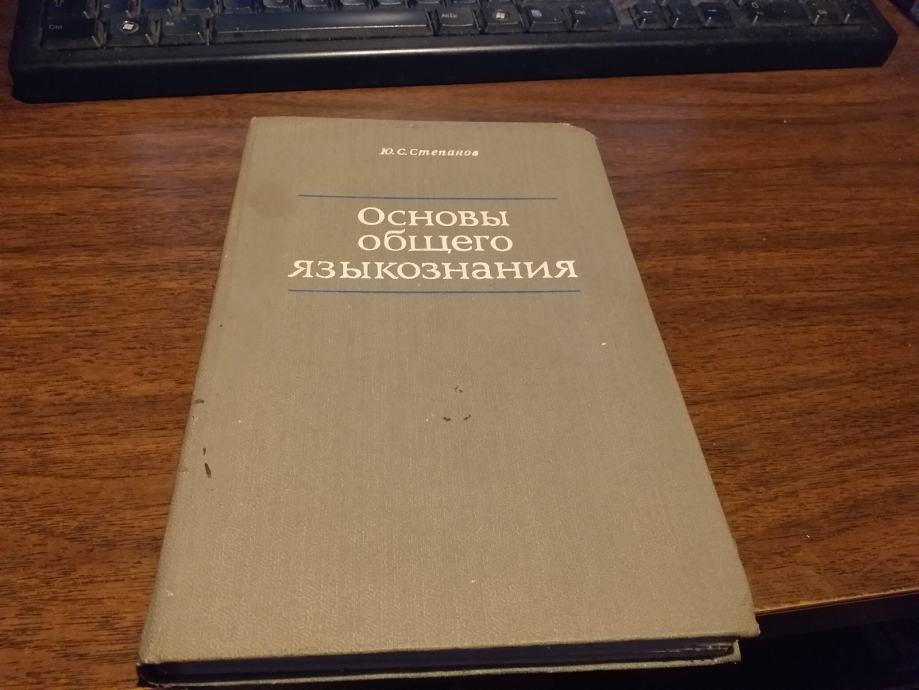 Ю.С.Степанов
Основы
общего
языкознания